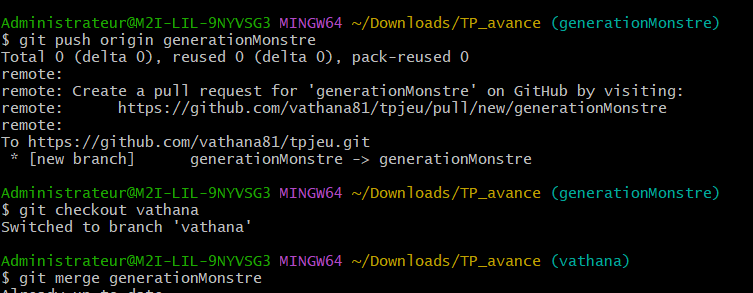 Administrateur@M2I-LIL-9NYVSG3 MINGW64 ~/Downloads/TP_avance (generationMonstre)
$ git push origin generationMonstre
Total 0 (delta 0), reused 0 (delta 0), pack-reused 0
remote:
remote: Create a pull request for 'generationMonstre' on GitHub by visiting:
remote:      https://github.com/vathana81/tpjeu/pull/new/generationMonstre
remote:
To https://github.com/vathana81/tpjeu.git
 * [new branch]      generationMonstre -> generationMonstre
Administrateur@M2I-LIL-9NYVSG3 MINGW64 ~/Downloads/TP_avance (generationMonstre)
$ git checkout vathana
Switched to branch 'vathana'
Administrateur@M2I-LIL-9NYVSG3 MINGW64 ~/Downloads/TP_avance (vathana)
$ git merge generationMonstre
Already up to date